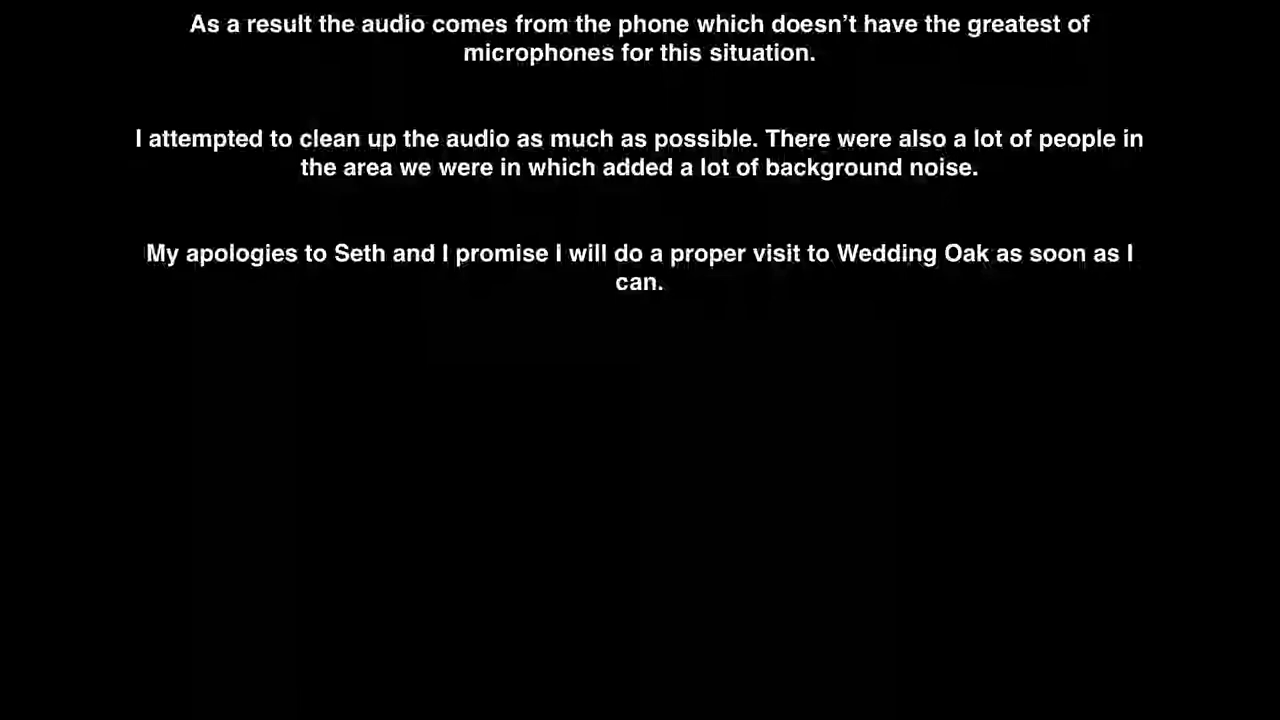 As a result the audio comes from the phone which doesn’t have the greatest of
microphones for this situation.
I attempted to clean up the audio as much as possible. There were also a lot of people in
the area we were in which added a lot of background noise.
My apologies to Seth and I promise I will do a proper visit to Wedding Oak as soon as I
can.